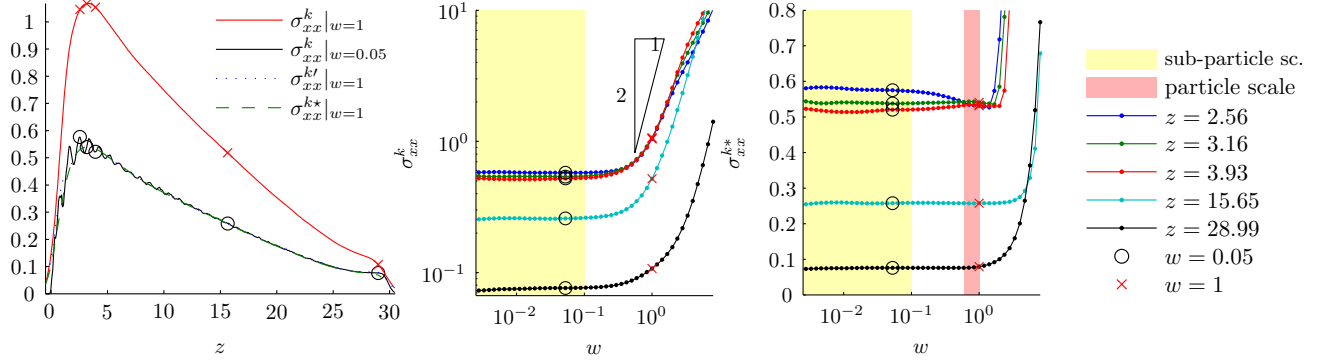 1
0.9
0.8
0.7
0.6
0.5
0.4
0.3
0.2
0.1
0
0 5 10 15 20 25 30
z
σ^k_xx|w=1
σ^k_xx|w=0.05
σ^k′_xx|w=1
σ^k⋆_xx|w=1
10^1
10^0
10^−1
σ^k_xx
10^−2 10^−1 10^0
w
1
2
0.8
0.7
0.6
0.5
0.4
0.3
0.2
0.1
0
σ^k*_xx
10^−2 10^−1 10^0
w
sub-particle sc.
particle scale
z = 2.56
z = 3.16
z = 3.93
z = 15.65
z = 28.99
w = 0.05
w = 1